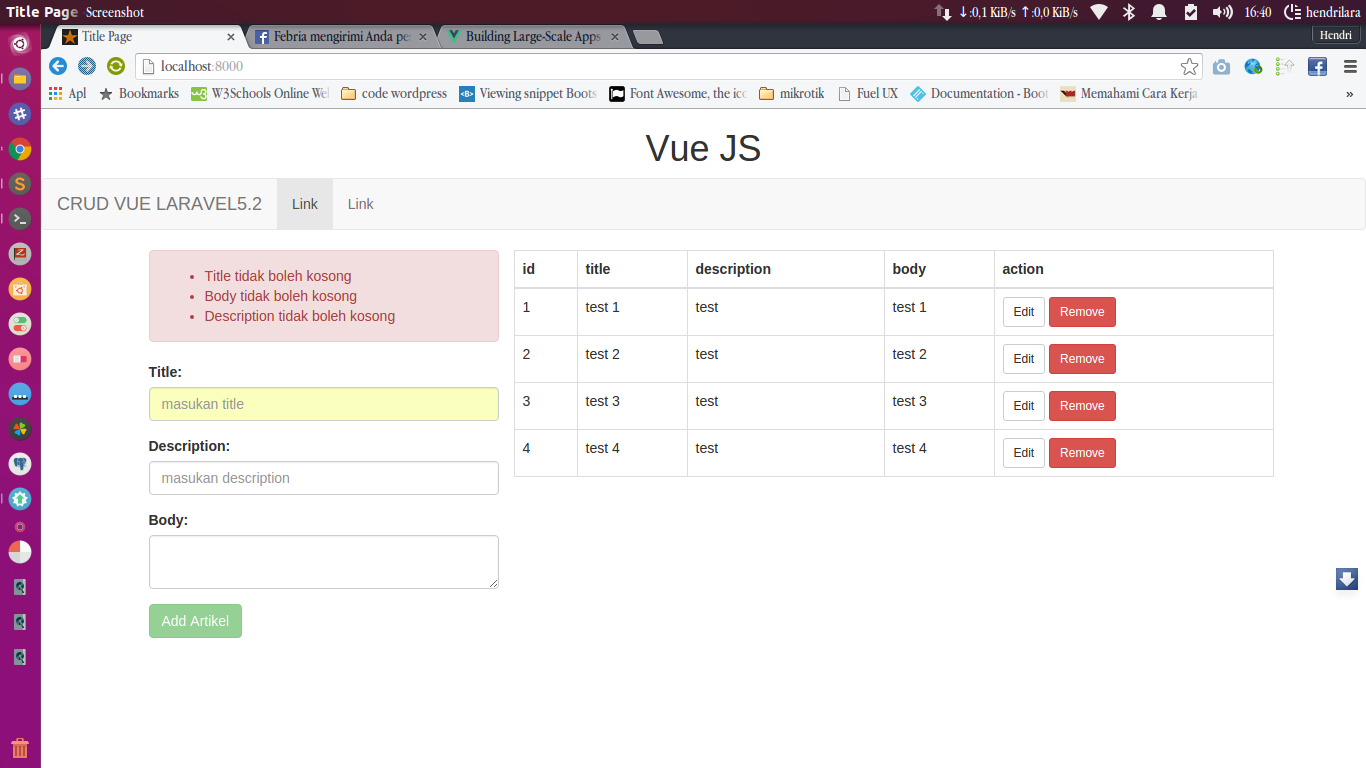 Title Page Screenshot ↓:0,1 KiB/s ↑:0,0 KiB/s 16:40 hendrilara
Title Page Febria mengirimi Anda pe Building Large-Scale Apps Hendri
localhost:8000
Apl Bookmarks W3Schools Online We code wordpress Viewing snippet Boots Font Awesome, the ic mikrotik Fuel UX Documentation - Boot Memahami Cara Kerja »
Vue JS
CRUD VUE LARAVEL5.2 Link Link
Title tidak boleh kosong
Body tidak boleh kosong
Description tidak boleh kosong
Title:
masukan title
Description:
masukan description
Body:
Add Artikel
id title description body action
1 test 1 test test 1 Edit Remove
2 test 2 test test 2 Edit Remove
3 test 3 test test 3 Edit Remove
4 test 4 test test 4 Edit Remove